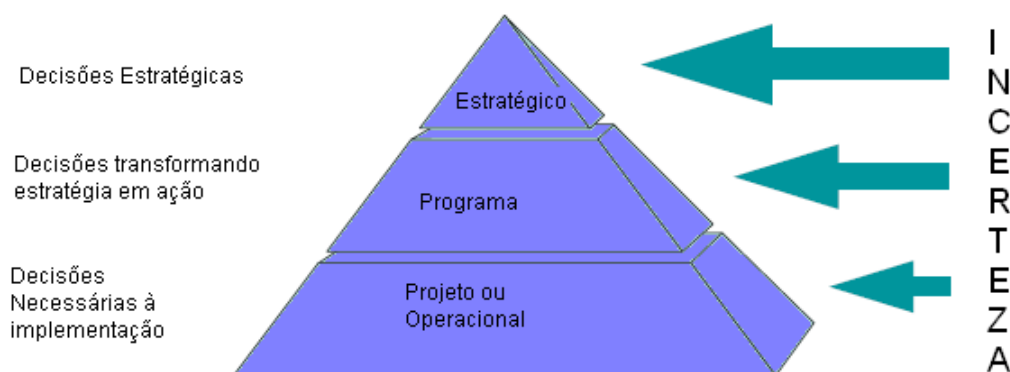 Decisões Estratégicas
Estratégico
Decisões transformando
estratégia em ação
Programa
Decisões
Necessárias à
implementação
Projeto ou
Operacional
I
N
C
E
R
T
E
Z
A